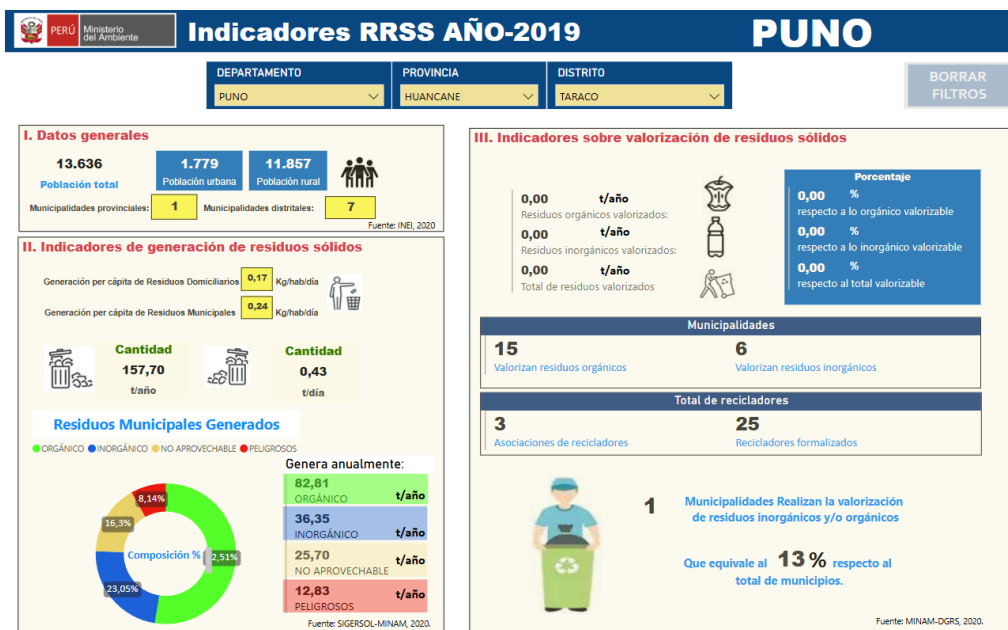 PERÚ Ministerio del Ambiente
Indicadores RRSS AÑO-2019
PUNO
DEPARTAMENTO PROVINCIA DISTRITO
PUNO HUANCANE TARACO
BORRAR
FILTROS
I. Datos generales
13.636 1.779 11.857
Población total Población urbana Población rural
Municipalidades provinciales: 1 Municipalidades distritales: 7
Fuente: INEI, 2020
II. Indicadores de generación de residuos sólidos
Generación per cápita de Residuos Domiciliarios 0,17 Kg/hab/día
Generación per cápita de Residuos Municipales 0,24 Kg/hab/día
Cantidad Cantidad
157,70 0,43
t/año t/día
Residuos Municipales Generados
ORGÁNICO INORGÁNICO NO APROVECHABLE PELIGROSOS
Composición %
8,14%
16,3%
23,05%
2,51%
Genera anualmente:
82,81
ORGÁNICO t/año
36,35
INORGÁNICO t/año
25,70
NO APROVECHABLE t/año
12,83
PELIGROSOS t/año
Fuente: SIGERSOL-MINAM, 2020.
III. Indicadores sobre valorización de residuos sólidos
0,00 t/año
Residuos orgánicos valorizados:
0,00 t/año
Residuos inorgánicos valorizados:
0,00 t/año
Total de residuos valorizados
Porcentaje
0,00 %
respecto a lo orgánico valorizable
0,00 %
respecto a lo inorgánico valorizable
0,00 %
respecto al total valorizable
Municipalidades
15 6
Valorizan residuos orgánicos Valorizan residuos inorgánicos
Total de recicladores
3 25
Asociaciones de recicladores Recicladores formalizados
1 Municipalidades Realizan la valorización
de residuos inorgánicos y/o orgánicos
Que equivale al 13 % respecto al
total de municipios.
Fuente: MINAM-DGRS, 2020.